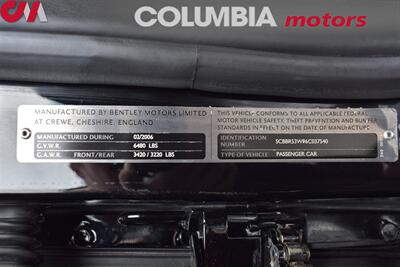 CM
COLUMBIA motors
MANUFACTURED BY BENTLEY MOTORS LIMITED
AT CREWE, CHESHIRE, ENGLAND
MANUFACTURED DURING 02/2006
G.V.W.R. 6480 LBS
G.A.W.R. FRONT/REAR 3420 / 3220 LBS
THIS VEHICLE CONFORMS TO ALL APPLICABLE FEDERAL
MOTOR VEHICLE SAFETY, THEFT PREVENTION AND BUMPER
STANDARDS IN EFFECT ON THE DATE OF MANUFACTURE
IDENTIFICATION
NUMBER SCBBR53W96C037540
TYPE OF VEHICLE PASSENGER CAR